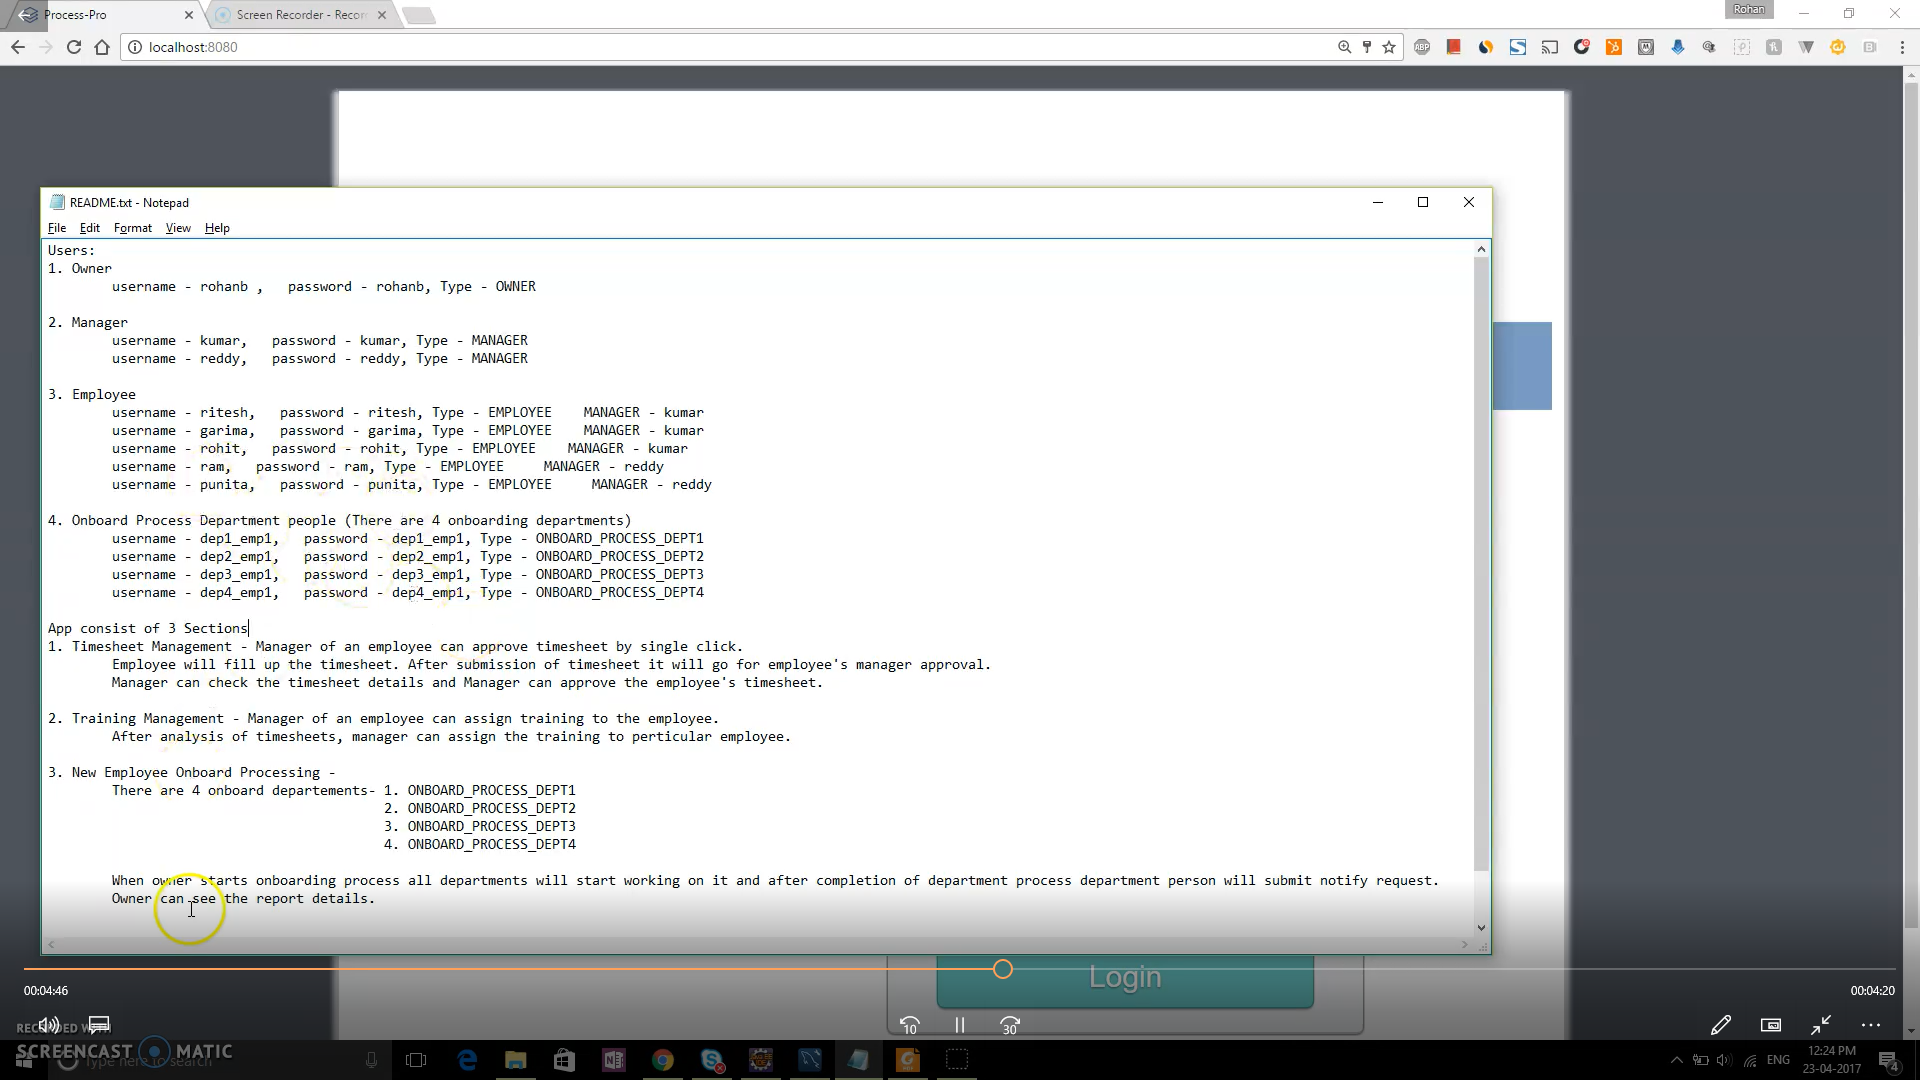 Process-Pro
Screen Recorder - Recor
Rohan
localhost:8080
ABP
README.txt - Notepad
File Edit Format View Help
Users:
1. Owner
username - rohanb , password - rohanb, Type - OWNER
2. Manager
username - kumar, password - kumar, Type - MANAGER
username - reddy, password - reddy, Type - MANAGER
3. Employee
username - ritesh, password - ritesh, Type - EMPLOYEE MANAGER - kumar
username - garima, password - garima, Type - EMPLOYEE MANAGER - kumar
username - rohit, password - rohit, Type - EMPLOYEE MANAGER - kumar
username - ram, password - ram, Type - EMPLOYEE MANAGER - reddy
username - punita, password - punita, Type - EMPLOYEE MANAGER - reddy
4. Onboard Process Department people (There are 4 onboarding departments)
username - dep1_emp1, password - dep1_emp1, Type - ONBOARD_PROCESS_DEPT1
username - dep2_emp1, password - dep2_emp1, Type - ONBOARD_PROCESS_DEPT2
username - dep3_emp1, password - dep3_emp1, Type - ONBOARD_PROCESS_DEPT3
username - dep4_emp1, password - dep4_emp1, Type - ONBOARD_PROCESS_DEPT4
App consist of 3 Sections
1. Timesheet Management - Manager of an employee can approve timesheet by single click.
Employee will fill up the timesheet. After submission of timesheet it will go for employee's manager approval.
Manager can check the timesheet details and Manager can approve the employee's timesheet.
2. Training Management - Manager of an employee can assign training to the employee.
After analysis of timesheets, manager can assign the training to perticular employee.
3. New Employee Onboard Processing -
There are 4 onboard departements- 1. ONBOARD_PROCESS_DEPT1
2. ONBOARD_PROCESS_DEPT2
3. ONBOARD_PROCESS_DEPT3
4. ONBOARD_PROCESS_DEPT4
When owner starts onboarding process all departments will start working on it and after completion of department process department person will submit notify request.
Owner can see the report details.
Login
00:04:46
00:04:20
10
30
RECORDED WITH
SCREENCAST MATIC
Type here to search
ENG
12:24 PM
23-04-2017
4